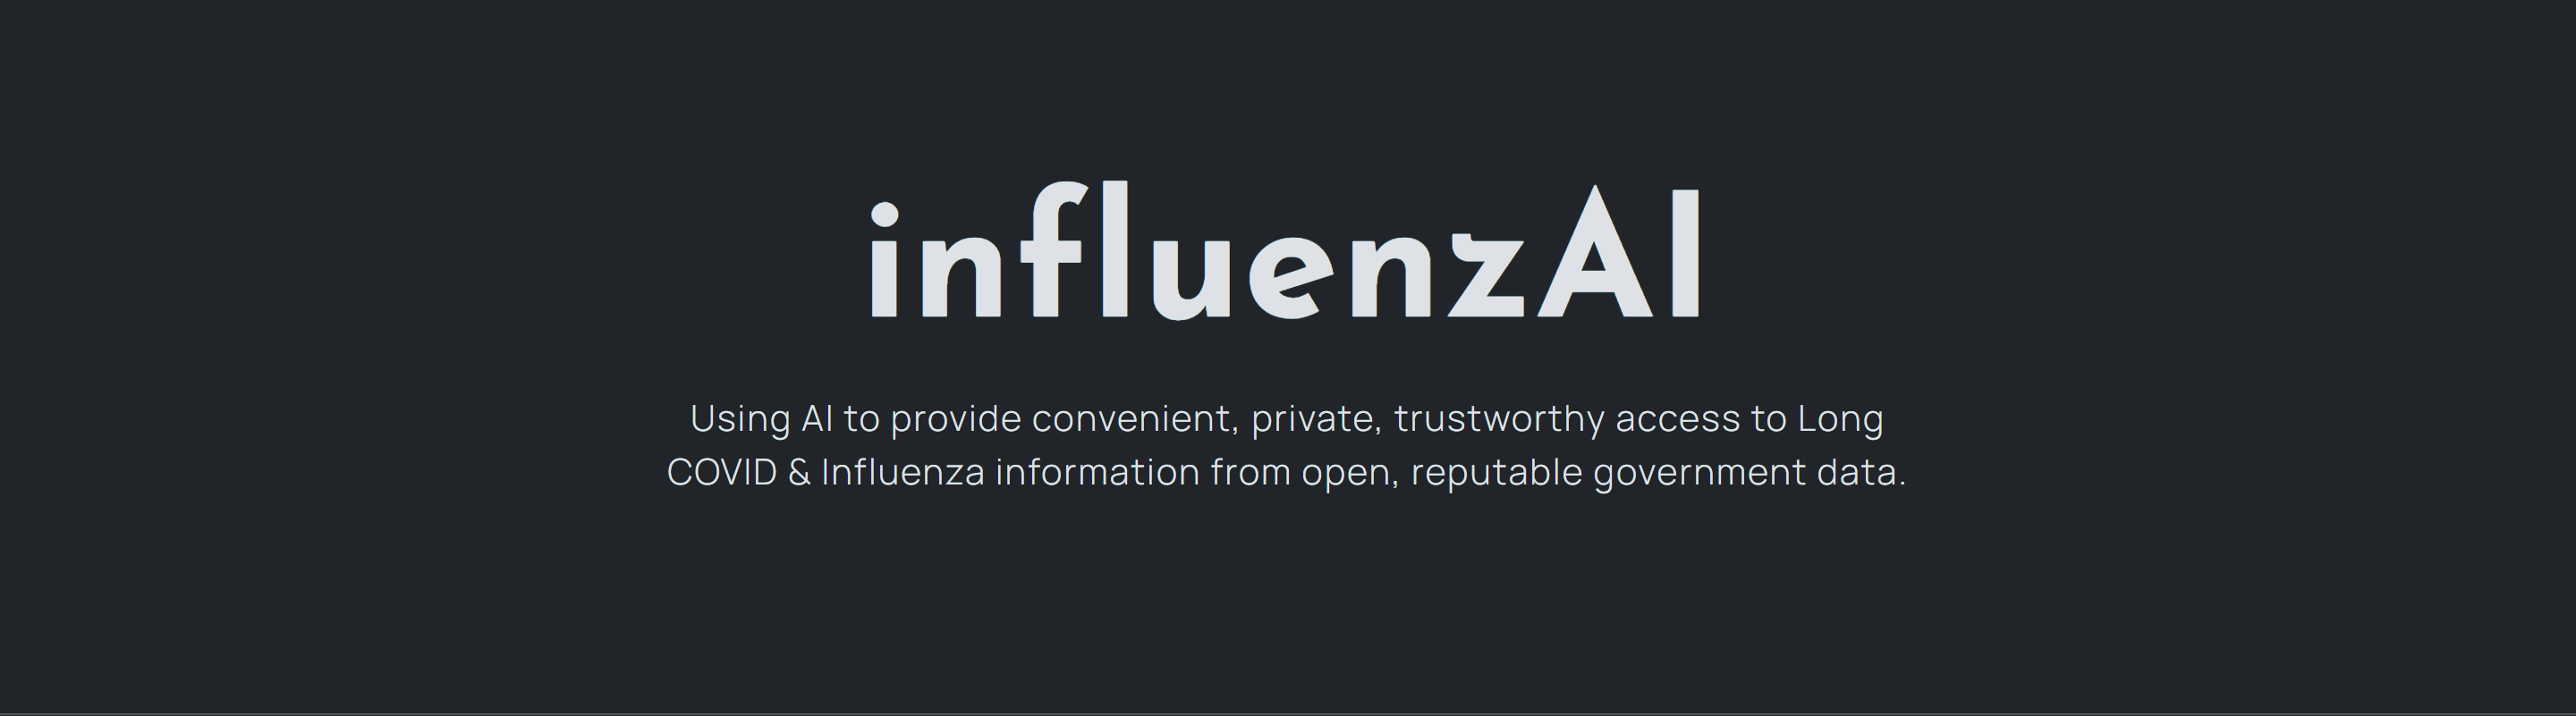 influenzAI
Using AI to provide convenient, private, trustworthy access to Long
COVID & Influenza information from open, reputable government data.